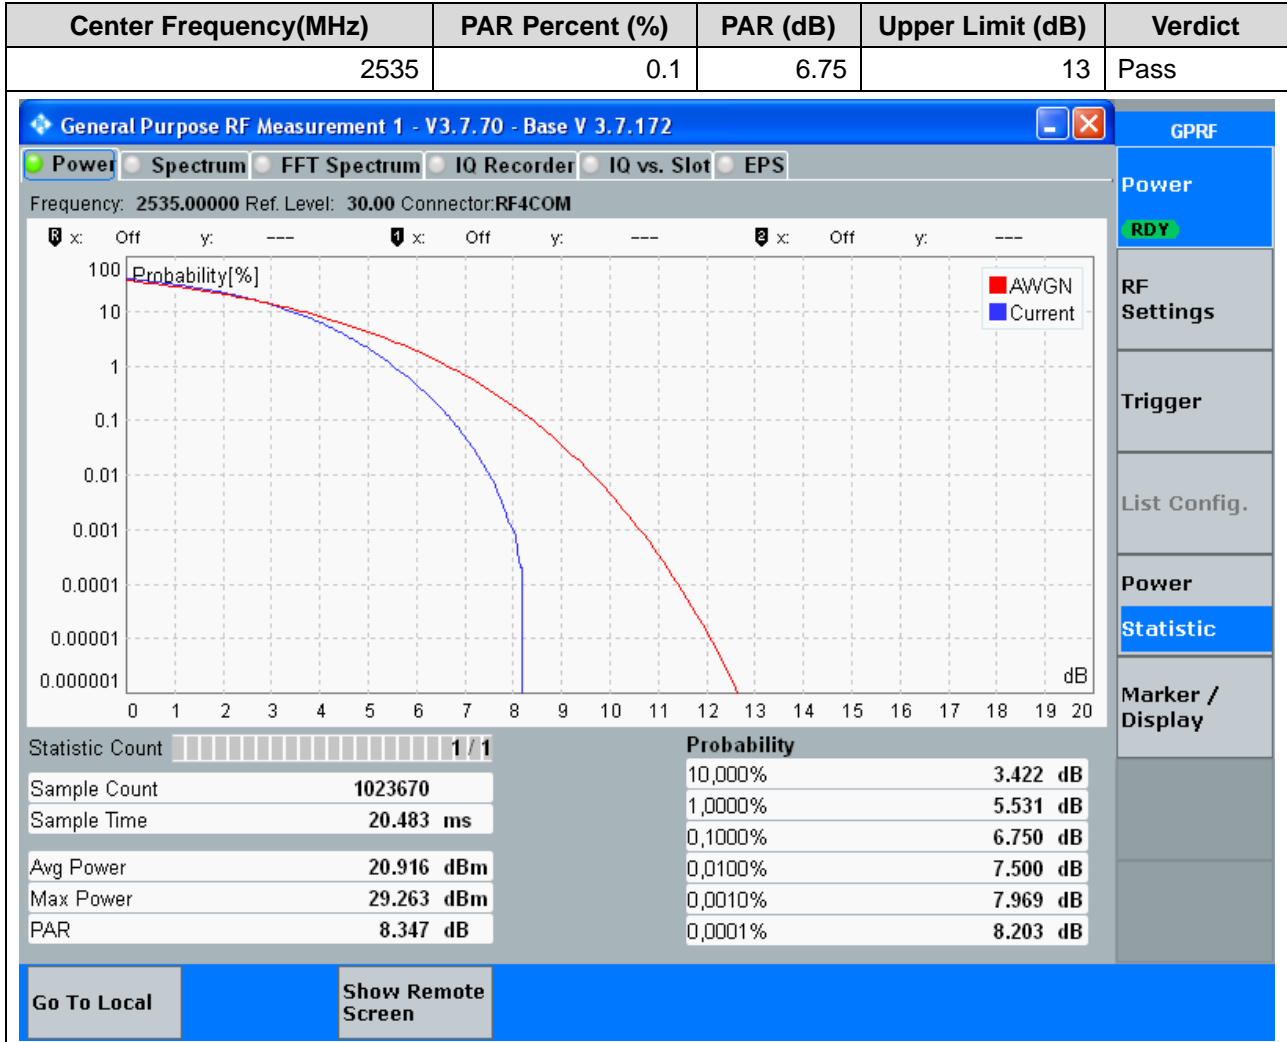 Center Frequency(MHz) PAR Percent (%) PAR (dB) Upper Limit (dB) Verdict
2535 0.1 6.75 13 Pass
General Purpose RF Measurement 1 - V3.7.70 - Base V 3.7.172
GPRF
Power Spectrum FFT Spectrum IQ Recorder IQ vs. Slot EPS
Frequency: 2535.00000 Ref. Level: 30.00 Connector:RF4COM
R x: Off y: --- 1 x: Off y: --- 2 x: Off y: ---
Probability[%]
AWGN
Current
100
10
1
0.1
0.01
0.001
0.0001
0.00001
0.000001
dB
0 1 2 3 4 5 6 7 8 9 10 11 12 13 14 15 16 17 18 19 20
Statistic Count 1 / 1
Sample Count 1023670
Sample Time 20.483 ms
Avg Power 20.916 dBm
Max Power 29.263 dBm
PAR 8.347 dB
Probability
10,000% 3.422 dB
1,0000% 5.531 dB
0,1000% 6.750 dB
0,0100% 7.500 dB
0,0010% 7.969 dB
0,0001% 8.203 dB
Power
RDY
RF
Settings
Trigger
List Config.
Power
Statistic
Marker /
Display
Go To Local
Show Remote
Screen